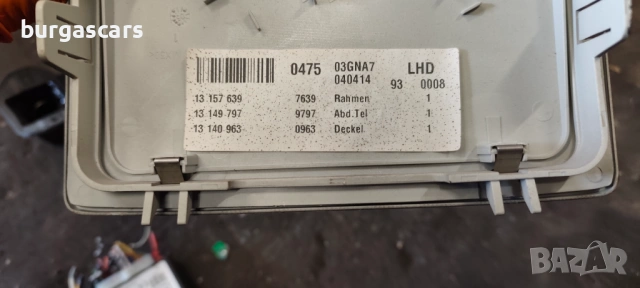 burgascars
0475 03GNA7 LHD
040414 93 0008
13 157 639 7639 Rahmen 1
13 149 797 9797 Abd.Tel 1
13 140 963 0963 Deckel 1
BAZAR